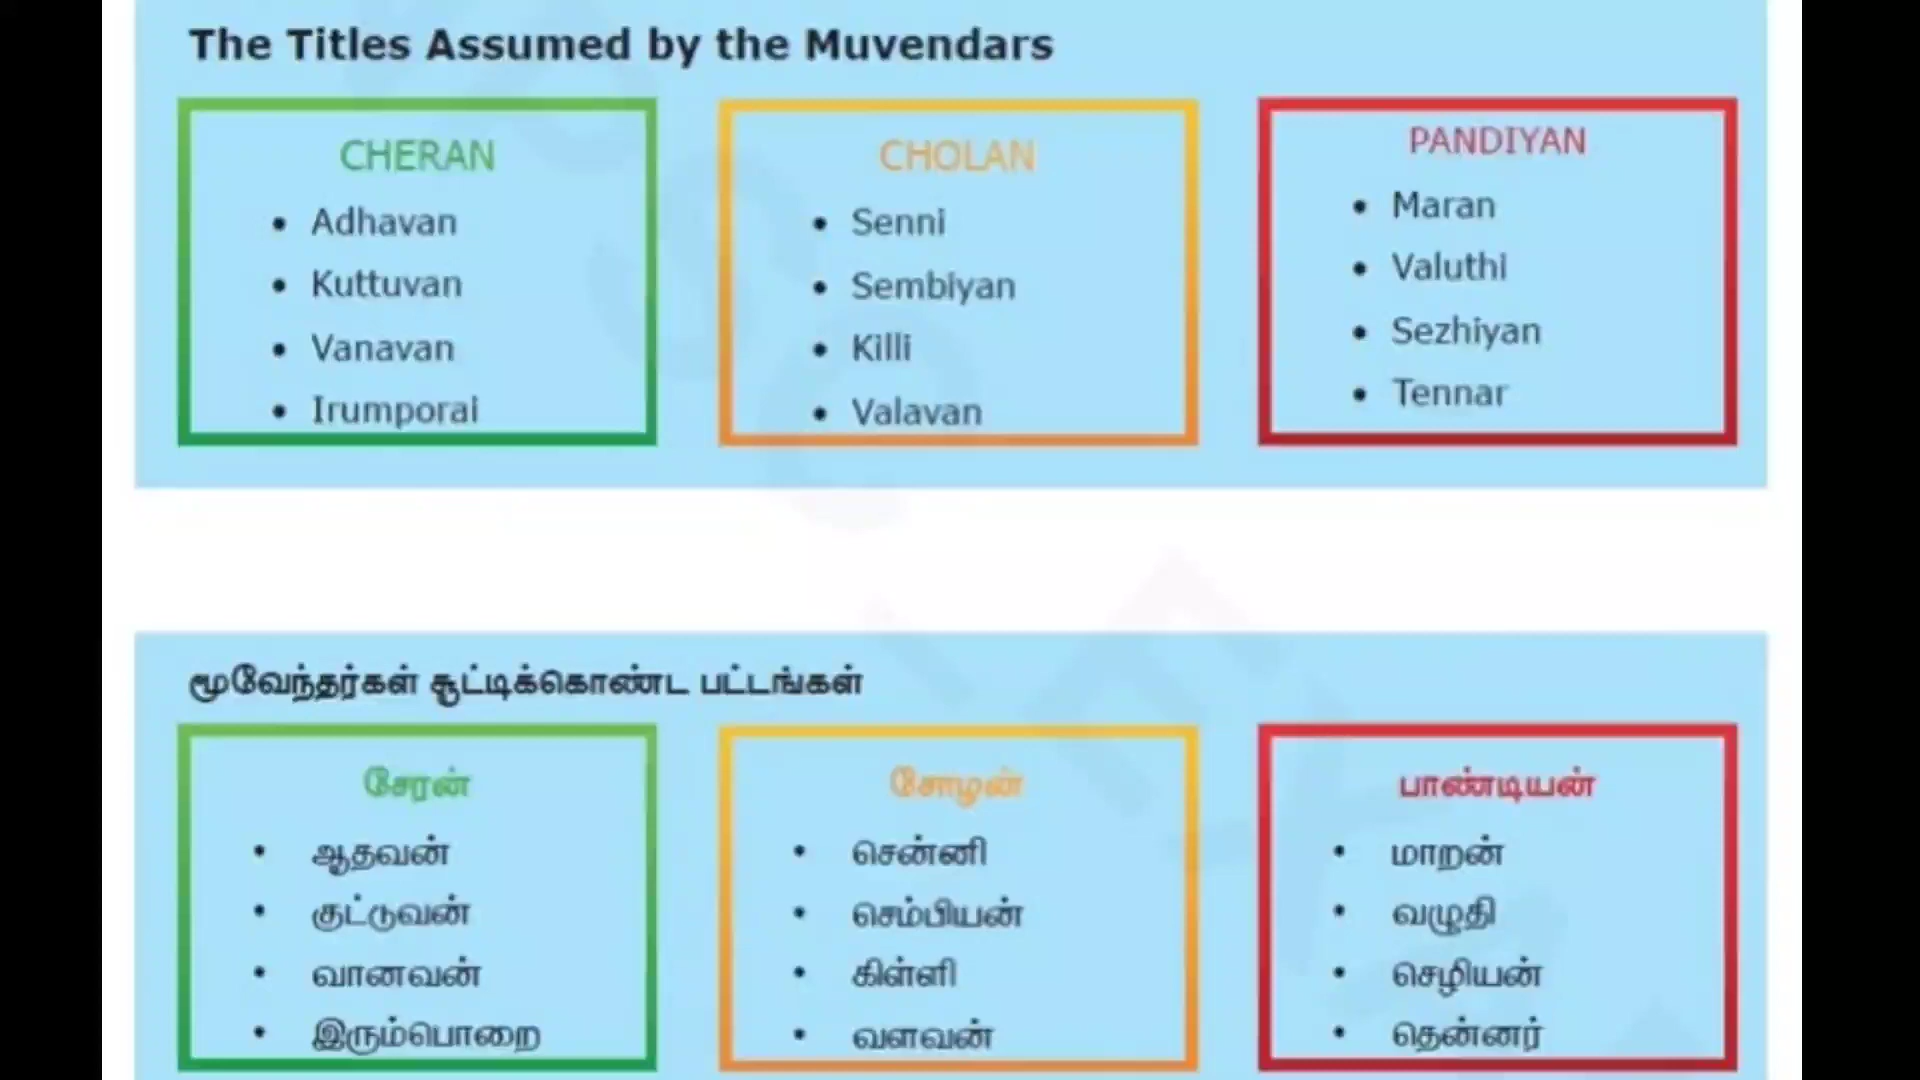 The Titles Assumed by the Muvendars
CHERAN
• Adhavan
• Kuttuvan
• Vanavan
• Irumporai
CHOLAN
• Senni
• Sembiyan
• Killi
• Valavan
PANDIYAN
• Maran
• Valuthi
• Sezhiyan
• Tennar
மூவேந்தர்கள் சூட்டிக்கொண்ட பட்டங்கள்
சேரன்
• ஆதவன்
• குட்டுவன்
• வானவன்
• இரும்பொறை
சோழன்
• சென்னி
• செம்பியன்
• கிள்ளி
• வளவன்
பாண்டியன்
• மாறன்
• வழுதி
• செழியன்
• தென்னர்